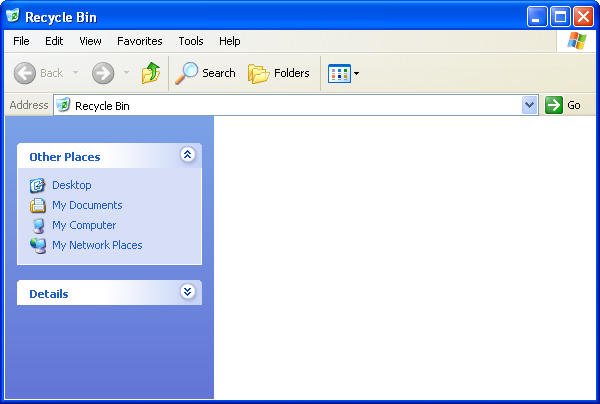 Recycle Bin
File Edit View Favorites Tools Help
Back Search Folders
Address Recycle Bin Go
Other Places
Desktop
My Documents
My Computer
My Network Places
Details